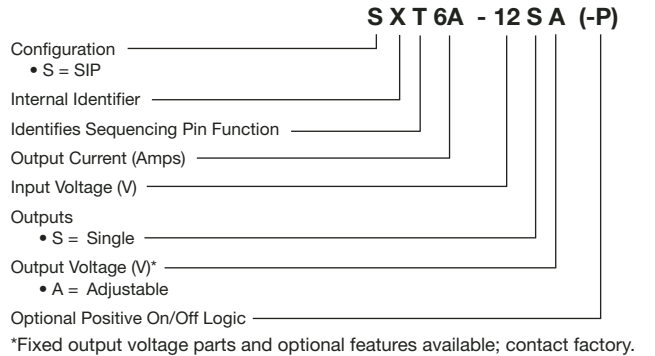 S X T 6A - 12 S A (-P)
Configuration
• S = SIP
Internal Identifier
Identifies Sequencing Pin Function
Output Current (Amps)
Input Voltage (V)
Outputs
• S = Single
Output Voltage (V)*
• A = Adjustable
Optional Positive On/Off Logic
*Fixed output voltage parts and optional features available; contact factory.